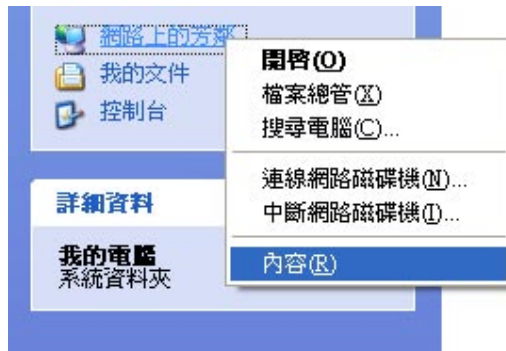 網路上的芳鄰
我的文件
控制台
詳細資料
我的電腦
系統資料夾
開啓(O)
檔案總管(X)
搜尋電腦(C)...
連線網路磁碟機(N)...
中斷網路磁碟機(I)...
內容(R)